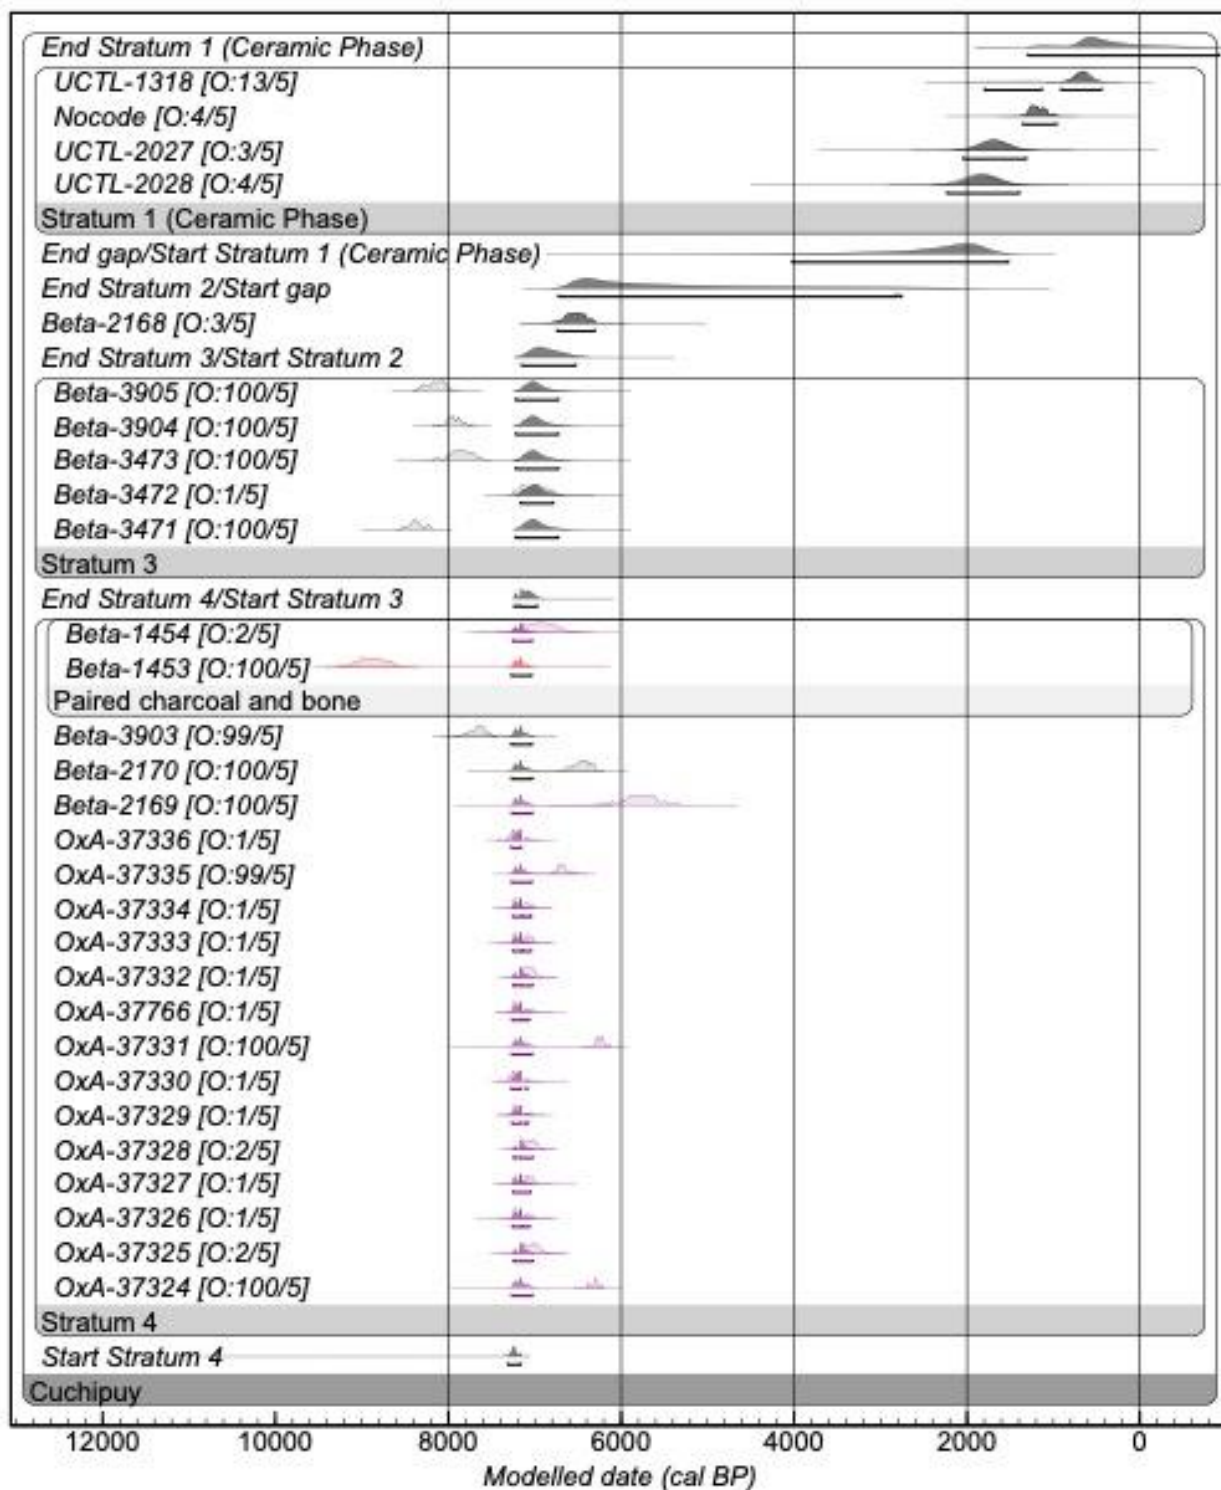 End Stratum 1 (Ceramic Phase)
UCTL-1318 [O:13/5]
Nocode [O:4/5]
UCTL-2027 [O:3/5]
UCTL-2028 [O:4/5]
Stratum 1 (Ceramic Phase)
End gap/Start Stratum 1 (Ceramic Phase)
End Stratum 2/Start gap
Beta-2168 [O:3/5]
End Stratum 3/Start Stratum 2
Beta-3905 [O:100/5]
Beta-3904 [O:100/5]
Beta-3473 [O:100/5]
Beta-3472 [O:1/5]
Beta-3471 [O:100/5]
Stratum 3
End Stratum 4/Start Stratum 3
Beta-1454 [O:2/5]
Beta-1453 [O:100/5]
Paired charcoal and bone
Beta-3903 [O:99/5]
Beta-2170 [O:100/5]
Beta-2169 [O:100/5]
OxA-37336 [O:1/5]
OxA-37335 [O:99/5]
OxA-37334 [O:1/5]
OxA-37333 [O:1/5]
OxA-37332 [O:1/5]
OxA-37766 [O:1/5]
OxA-37331 [O:100/5]
OxA-37330 [O:1/5]
OxA-37329 [O:1/5]
OxA-37328 [O:2/5]
OxA-37327 [O:1/5]
OxA-37326 [O:1/5]
OxA-37325 [O:2/5]
OxA-37324 [O:100/5]
Stratum 4
Start Stratum 4
Cuchipuy
12000 10000 8000 6000 4000 2000 0
Modelled date (cal BP)